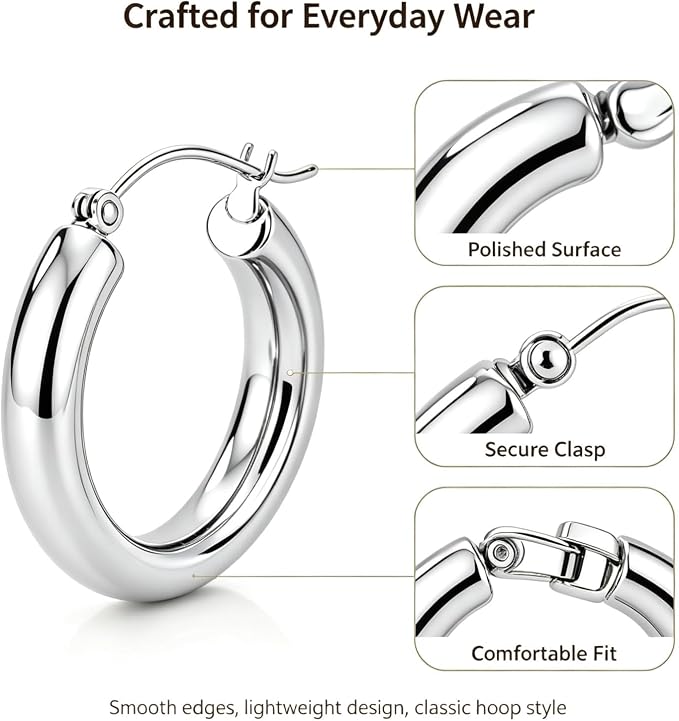 Crafted for Everyday Wear
Polished Surface
Secure Clasp
Comfortable Fit
Smooth edges, lightweight design, classic hoop style